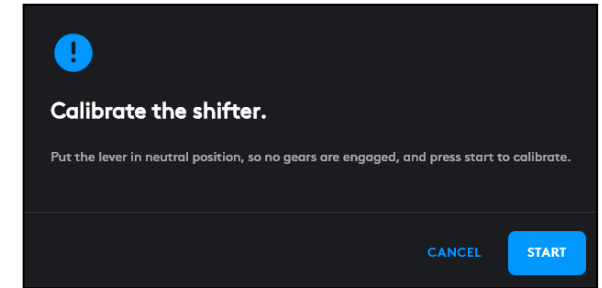 Calibrate the shifter.
Put the lever in neutral position, so no gears are engaged, and press start to calibrate.
CANCEL
START